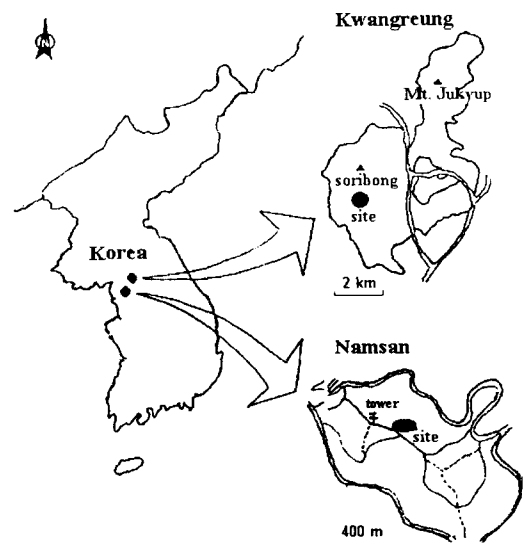 N
Kwangreung
Mt. Jukyup
soribong
site
2 km
Korea
Namsan
tower
site
400 m